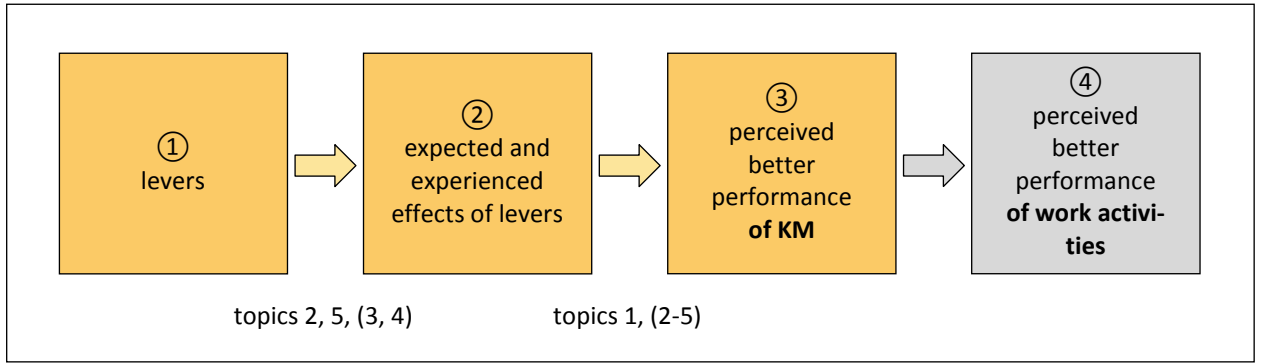 ①
levers
②
expected and
experienced
effects of levers
③
perceived
better
performance
of KM
④
perceived
better
performance
of work activi-
ties
topics 2, 5, (3, 4)
topics 1, (2-5)